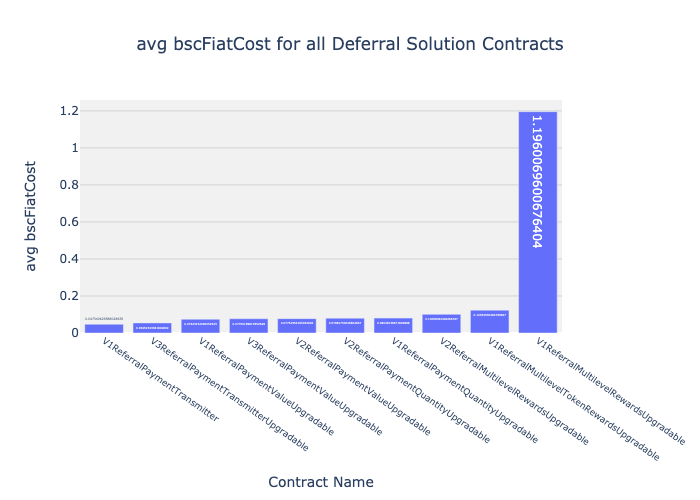 avg bscFiatCost for all Deferral Solution Contracts
avg bscFiatCost
1.2
1
0.8
0.6
0.4
0.2
0
1.1960069600676404
V1ReferralPaymentTransmitter
V3ReferralPaymentTransmitterUpgradable
V1ReferralPaymentValueUpgradable
V3ReferralPaymentValueUpgradable
V2ReferralPaymentValueUpgradable
V2ReferralPaymentQuantityUpgradable
V1ReferralPaymentQuantityUpgradable
V2ReferralMultilevelRewardsUpgradable
V1ReferralMultilevelTokenRewardsUpgradable
V1ReferralMultilevelRewardsUpgradable
Contract Name